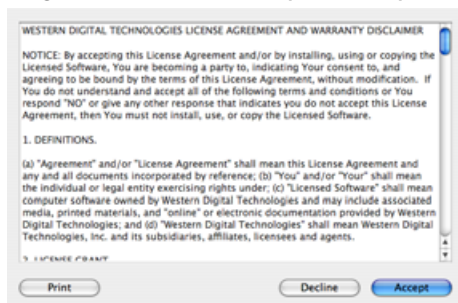 WESTERN DIGITAL TECHNOLOGIES LICENSE AGREEMENT AND WARRANTY DISCLAIMER
NOTICE: By accepting this License Agreement and/or by installing, using or copying the
Licensed Software, You are becoming a party to, indicating Your consent to, and
agreeing to be bound by the terms of this License Agreement, without modification. If
You do not understand and accept all of the following terms and conditions or You
respond "NO" or give any other response that indicates you do not accept this License
Agreement, then You must not install, use, or copy the Licensed Software.
1. DEFINITIONS.
(a) "Agreement" and/or "License Agreement" shall mean this License Agreement and
any and all documents incorporated by reference; (b) "You" and/or "Your" shall mean
the individual or legal entity exercising rights under; (c) "Licensed Software" shall mean
computer software owned by Western Digital Technologies and may include associated
media, printed materials, and "online" or electronic documentation provided by Western
Digital Technologies; and (d) "Western Digital Technologies" shall mean Western Digital
Technologies, Inc. and its subsidiaries, affiliates, licensees and agents.
2. LICENSE GRANT
Print Decline Accept